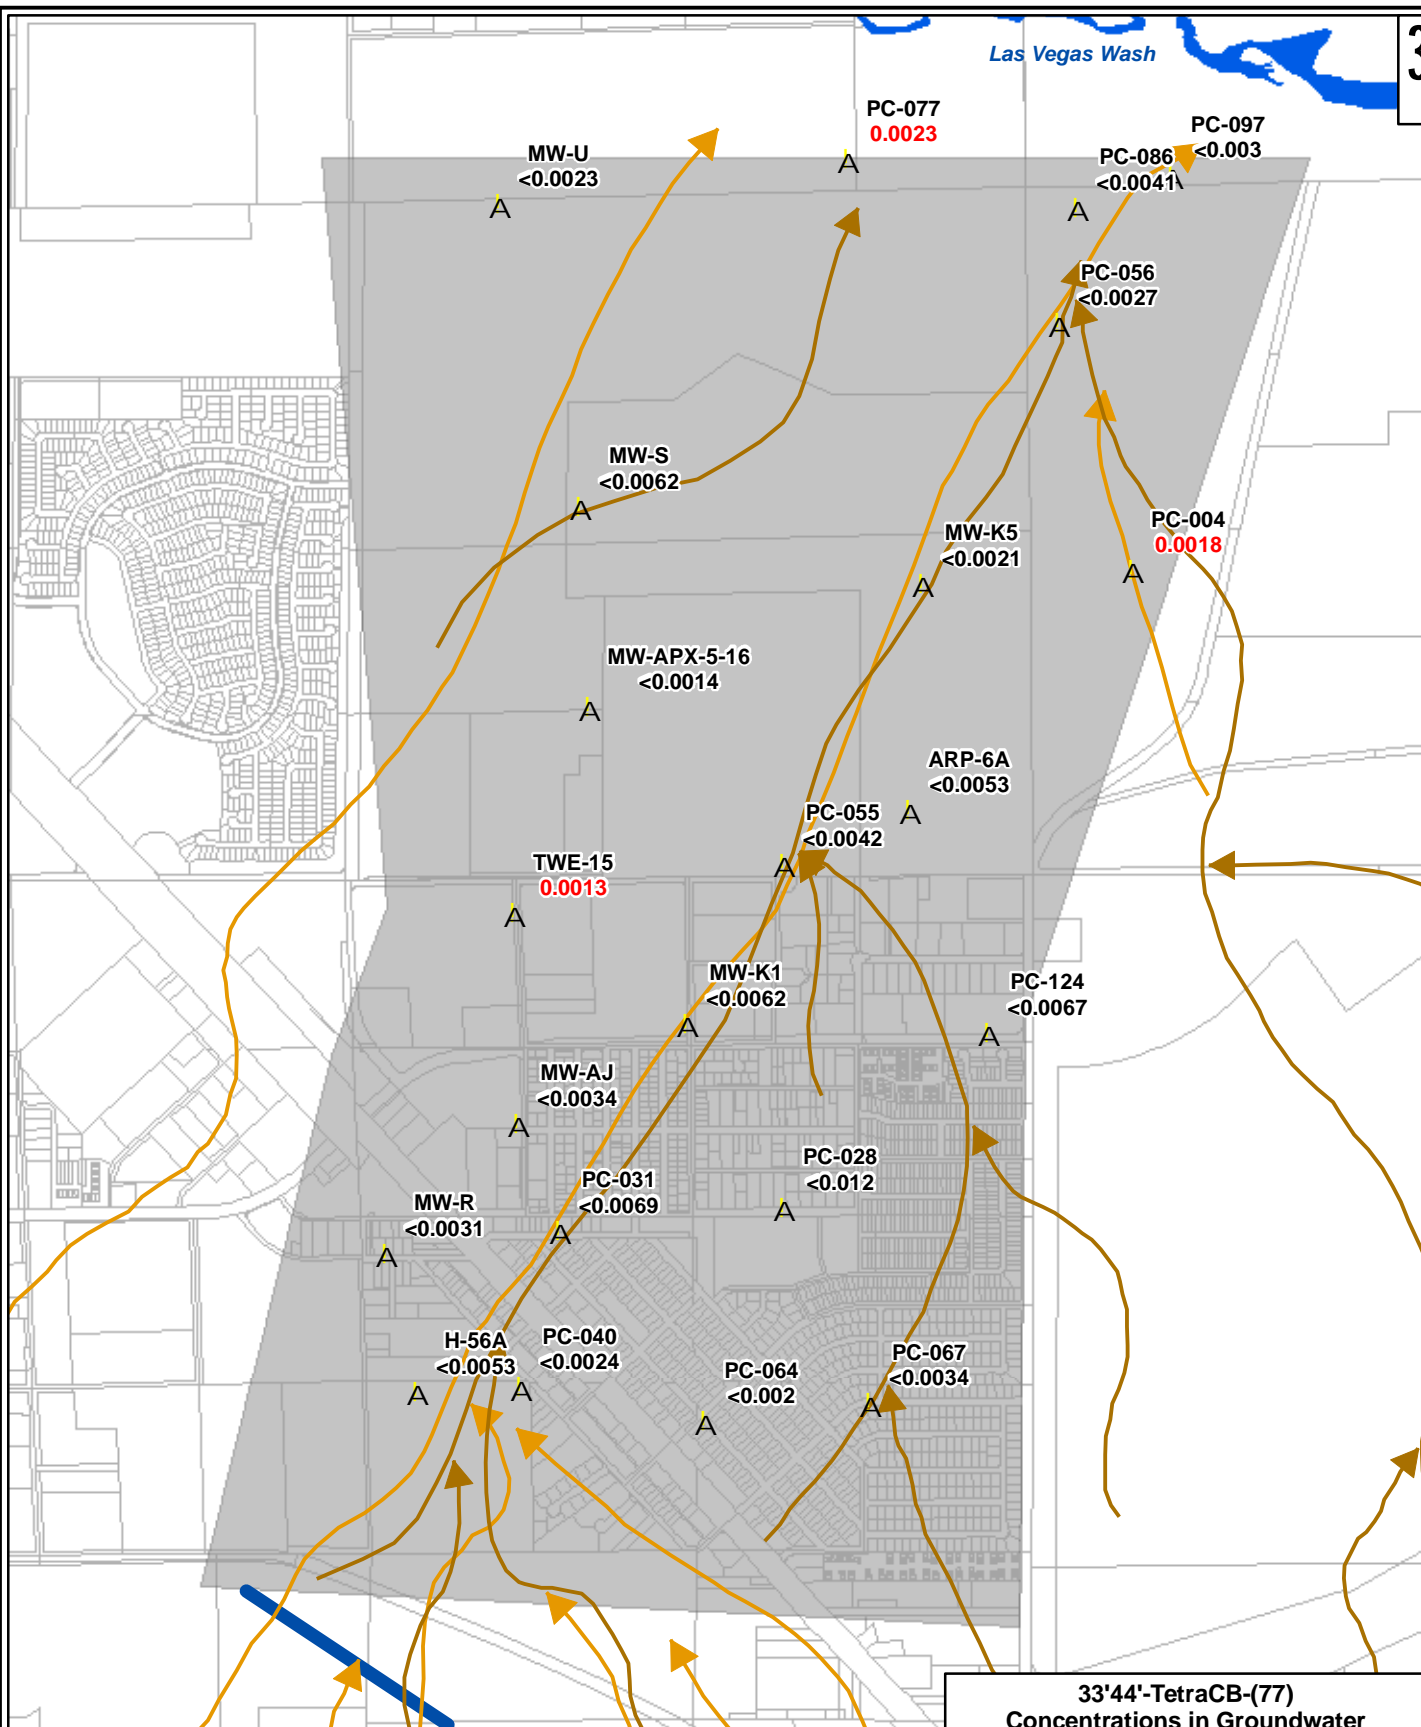 Las Vegas Wash
3
PC-077
0.0023
PC-097
<0.003
MW-U
<0.0023
PC-086
<0.0041
A
A
A
A
PC-056
<0.0027
A
MW-S
<0.0062
A
PC-004
0.0018
MW-K5
<0.0021
A
A
MW-APX-5-16
<0.0014
A
ARP-6A
<0.0053
A
PC-055
<0.0042
A
TWE-15
0.0013
A
MW-K1
<0.0062
A
PC-124
<0.0067
A
MW-AJ
<0.0034
A
PC-028
<0.012
A
PC-031
<0.0069
A
MW-R
<0.0031
A
H-56A
<0.0053
A
PC-040
<0.0024
A
PC-064
<0.002
A
PC-067
<0.0034
A
33'44'-TetraCB-(77)
Concentrations in Groundwater